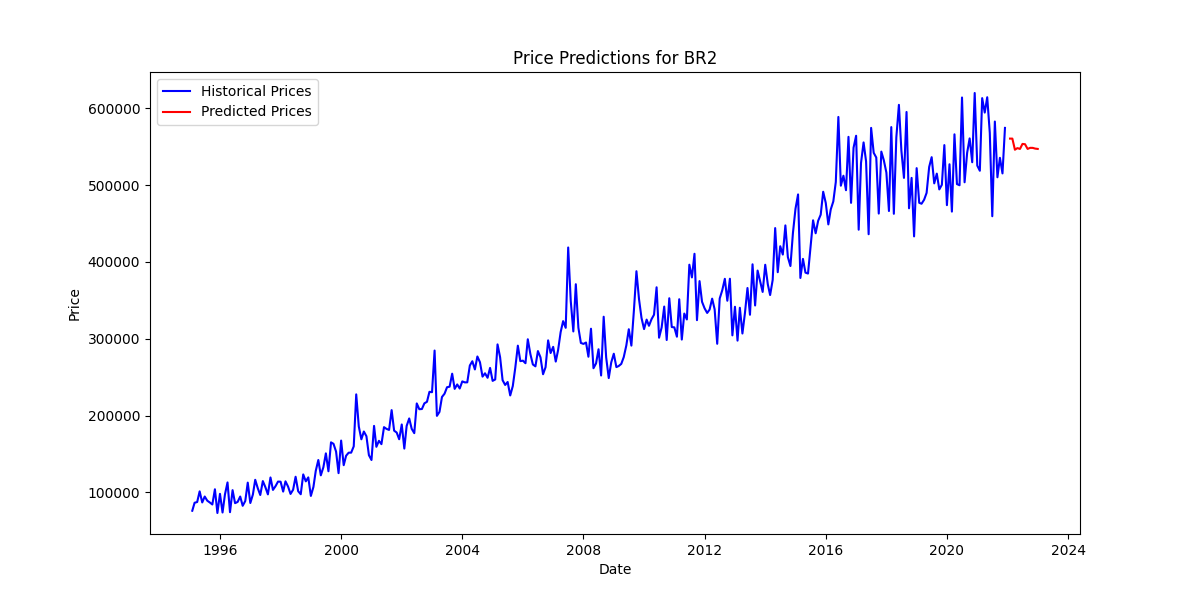 Price Predictions for BR2
Historical Prices
Predicted Prices
600000
500000
400000
300000
200000
100000
Price
1996 2000 2004 2008 2012 2016 2020 2024
Date